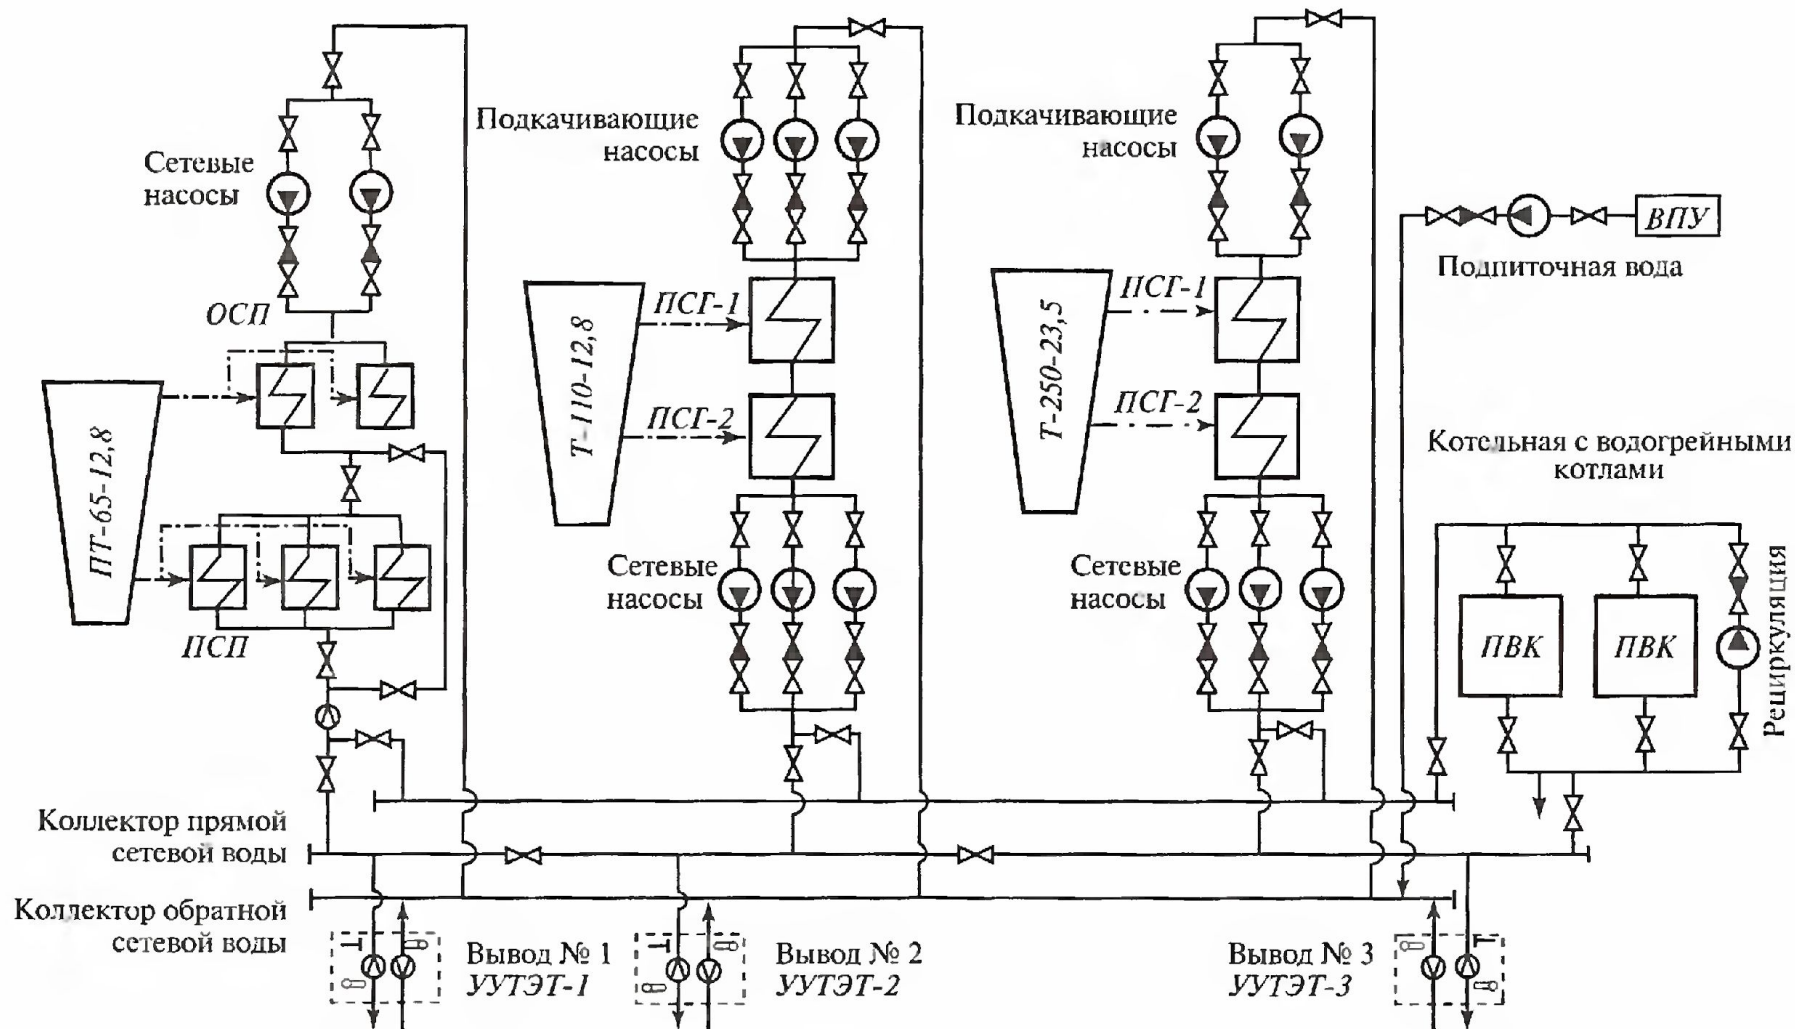 Сетевые
насосы
Подкачивающие
насосы
Подкачивающие
насосы
ВПУ
Подпиточная вода
ОСП
ПСГ-1
ПСГ-1
ПТ-65-12,8
Т-110-12,8
Т-250-23,5
ПСГ-2
ПСГ-2
Котельная с водогрейными
котлами
ПСП
Сетевые
насосы
Сетевые
насосы
ПВК
ПВК
Рециркуляция
Коллектор прямой
сетевой воды
Коллектор обратной
сетевой воды
Вывод № 1
УУТЭТ-1
Вывод № 2
УУТЭТ-2
Вывод № 3
УУТЭТ-3